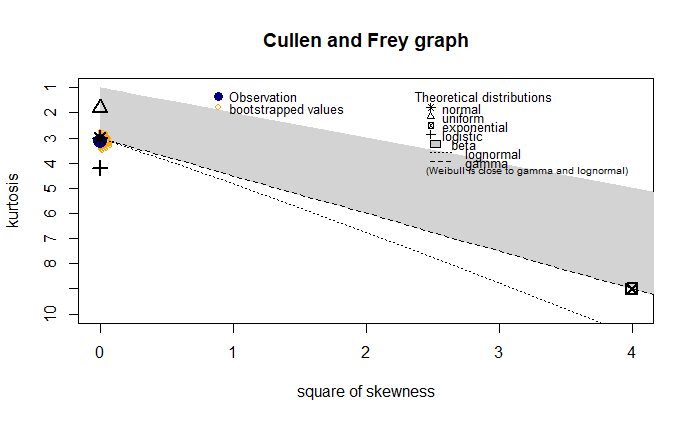 Cullen and Frey graph
Observation
bootstrapped values
Theoretical distributions
normal
uniform
exponential
logistic
beta
lognormal
gamma
(Weibull is close to gamma and lognormal)
kurtosis
1
2
3
4
5
6
7
8
10
0 1 2 3 4
square of skewness